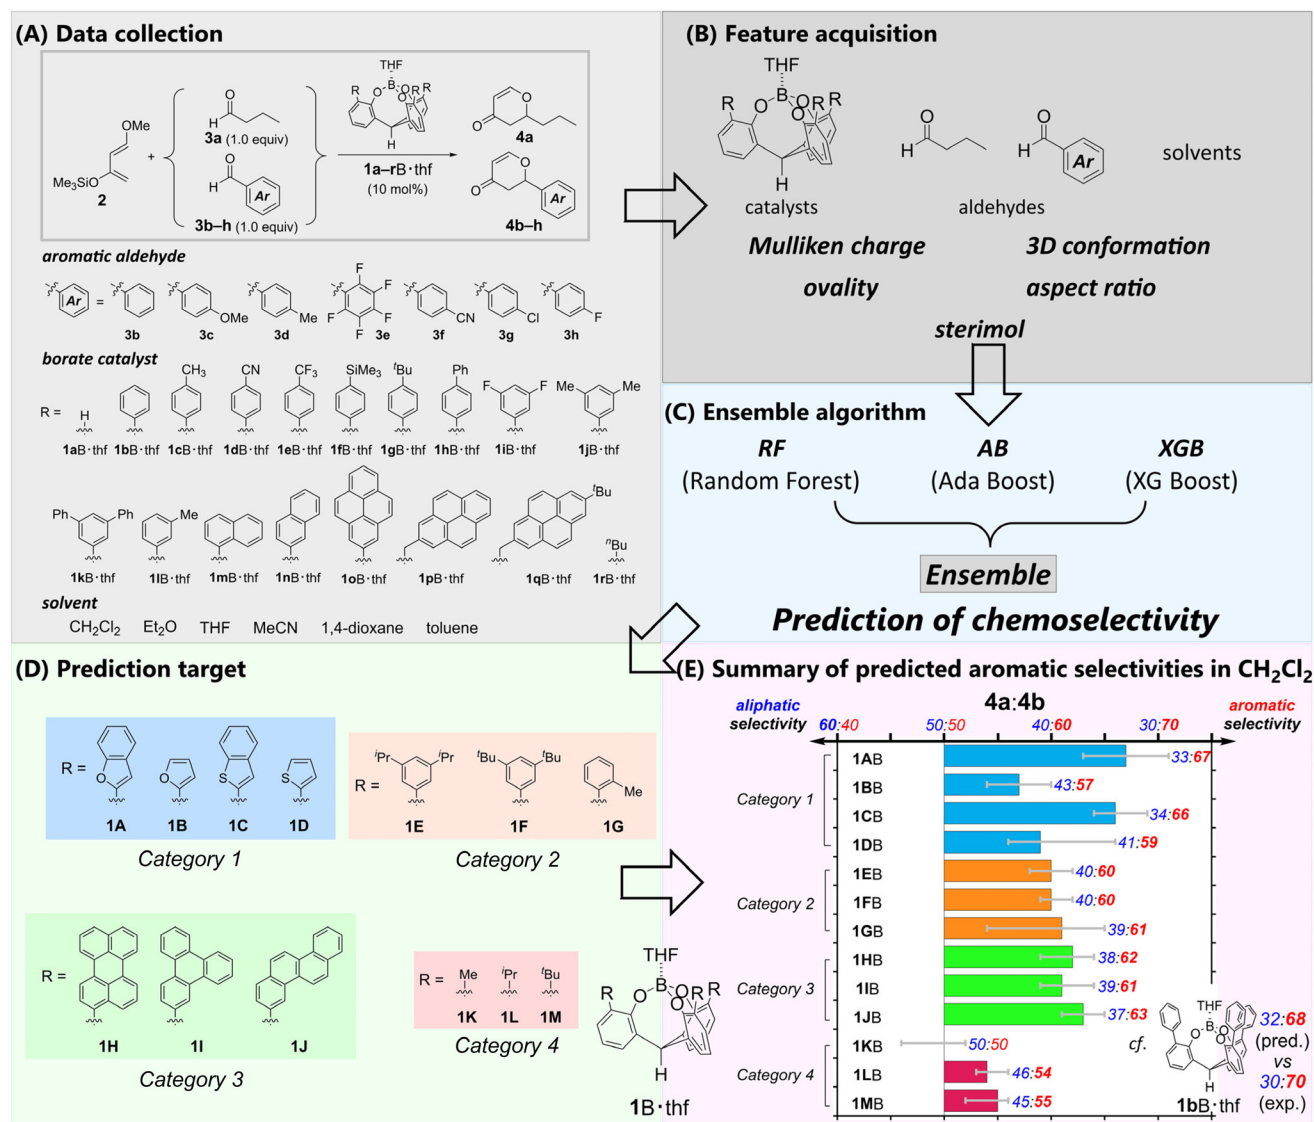 (A) Data collection
THF
R
B
R
R
O
O
O
H
O
H
3a (1.0 equiv)
OMe
Me3SiO
2
+
O
H
Ar
3b–h (1.0 equiv)
1a–rB·thf
(10 mol%)
O
O
4a
O
O
Ar
4b–h
aromatic aldehyde
Ar
=
3b
OMe
3c
Me
3d
F
F
F
F
F
3e
CN
3f
Cl
3g
F
3h
borate catalyst
R =
H
CH3
CN
CF3
SiMe3
tBu
Ph
F
F
Me
Me
1aB·thf 1bB·thf 1cB·thf 1dB·thf 1eB·thf 1fB·thf 1gB·thf 1hB·thf 1iB·thf 1jB·thf
Ph
Ph
Me
tBu
nBu
1kB·thf 1lB·thf 1mB·thf 1nB·thf 1oB·thf 1pB·thf 1qB·thf 1rB·thf
solvent
CH2Cl2 Et2O THF MeCN 1,4-dioxane toluene
(B) Feature acquisition
THF
R
B
R
R
O
O
O
H
O
H
O
H
Ar
solvents
catalysts
aldehydes
Mulliken charge
3D conformation
ovality
aspect ratio
sterimol
(C) Ensemble algorithm
RF
AB
XGB
(Random Forest)
(Ada Boost)
(XG Boost)
Ensemble
Prediction of chemoselectivity
(D) Prediction target
R =
O
O
S
S
1A 1B 1C 1D
Category 1
R =
iPr
iPr
tBu
tBu
Me
1E 1F 1G
Category 2
R =
1H 1I 1J
Category 3
R =
Me
iPr
tBu
1K 1L 1M
Category 4
THF
R
B
R
R
O
O
O
H
1B·thf
(E) Summary of predicted aromatic selectivities in CH2Cl2
4a:4b
aliphatic
selectivity
aromatic
selectivity
60:40 50:50 40:60 30:70
Category 1
1AB 33:67
1BB 43:57
1CB 34:66
1DB 41:59
Category 2
1EB 40:60
1FB 40:60
1GB 39:61
Category 3
1HB 38:62
1IB 39:61
1JB 37:63
Category 4
1KB 50:50
1LB 46:54
1MB 45:55
cf.
THF
B
O
O
O
H
1bB·thf
32:68
(pred.)
vs
30:70
(exp.)